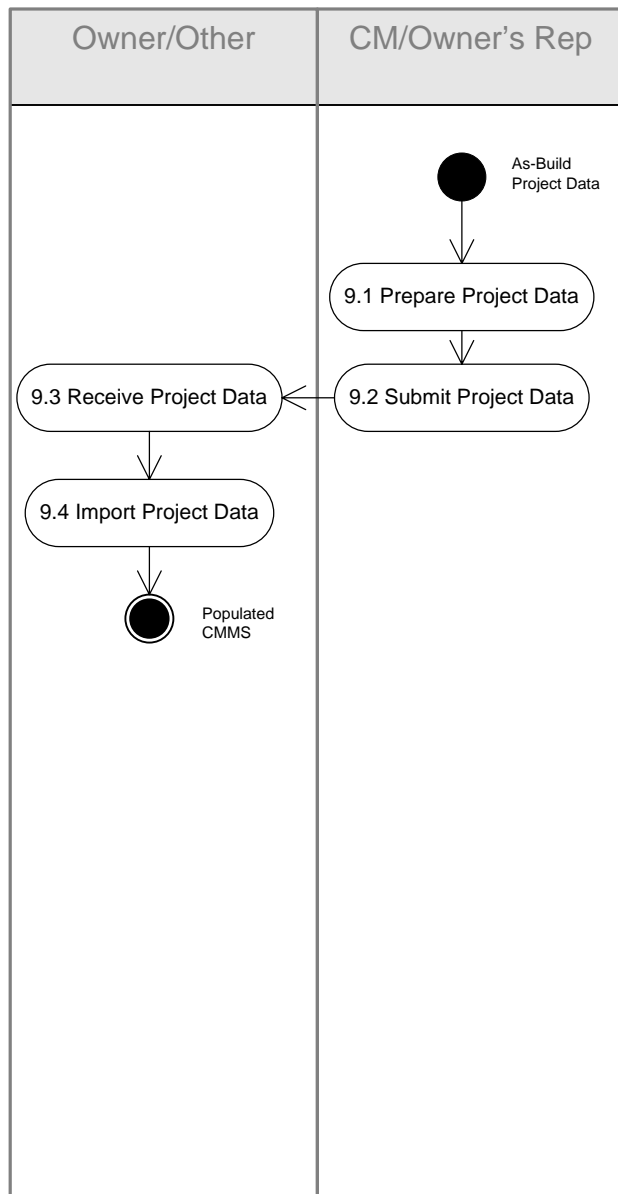 Owner/Other
CM/Owner's Rep
As-Build
Project Data
9.1 Prepare Project Data
9.3 Receive Project Data
9.2 Submit Project Data
9.4 Import Project Data
Populated
CMMS